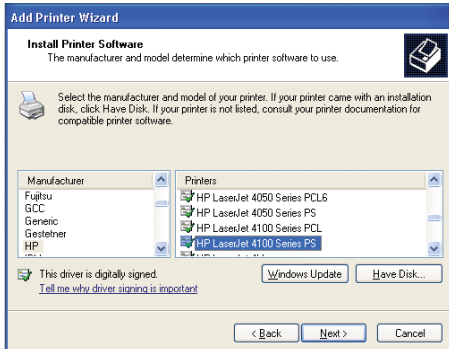 Add Printer Wizard
Install Printer Software
The manufacturer and model determine which printer software to use.
Select the manufacturer and model of your printer. If your printer came with an installation
disk, click Have Disk. If your printer is not listed, consult your printer documentation for
compatible printer software.
Manufacturer
Fujitsu
GCC
Generic
Gestetner
HP
Printers
HP LaserJet 4050 Series PCL6
HP LaserJet 4050 Series PS
HP LaserJet 4100 Series PCL
HP LaserJet 4100 Series PS
This driver is digitally signed.
Tell me why driver signing is important
Windows Update
Have Disk...
< Back
Next >
Cancel